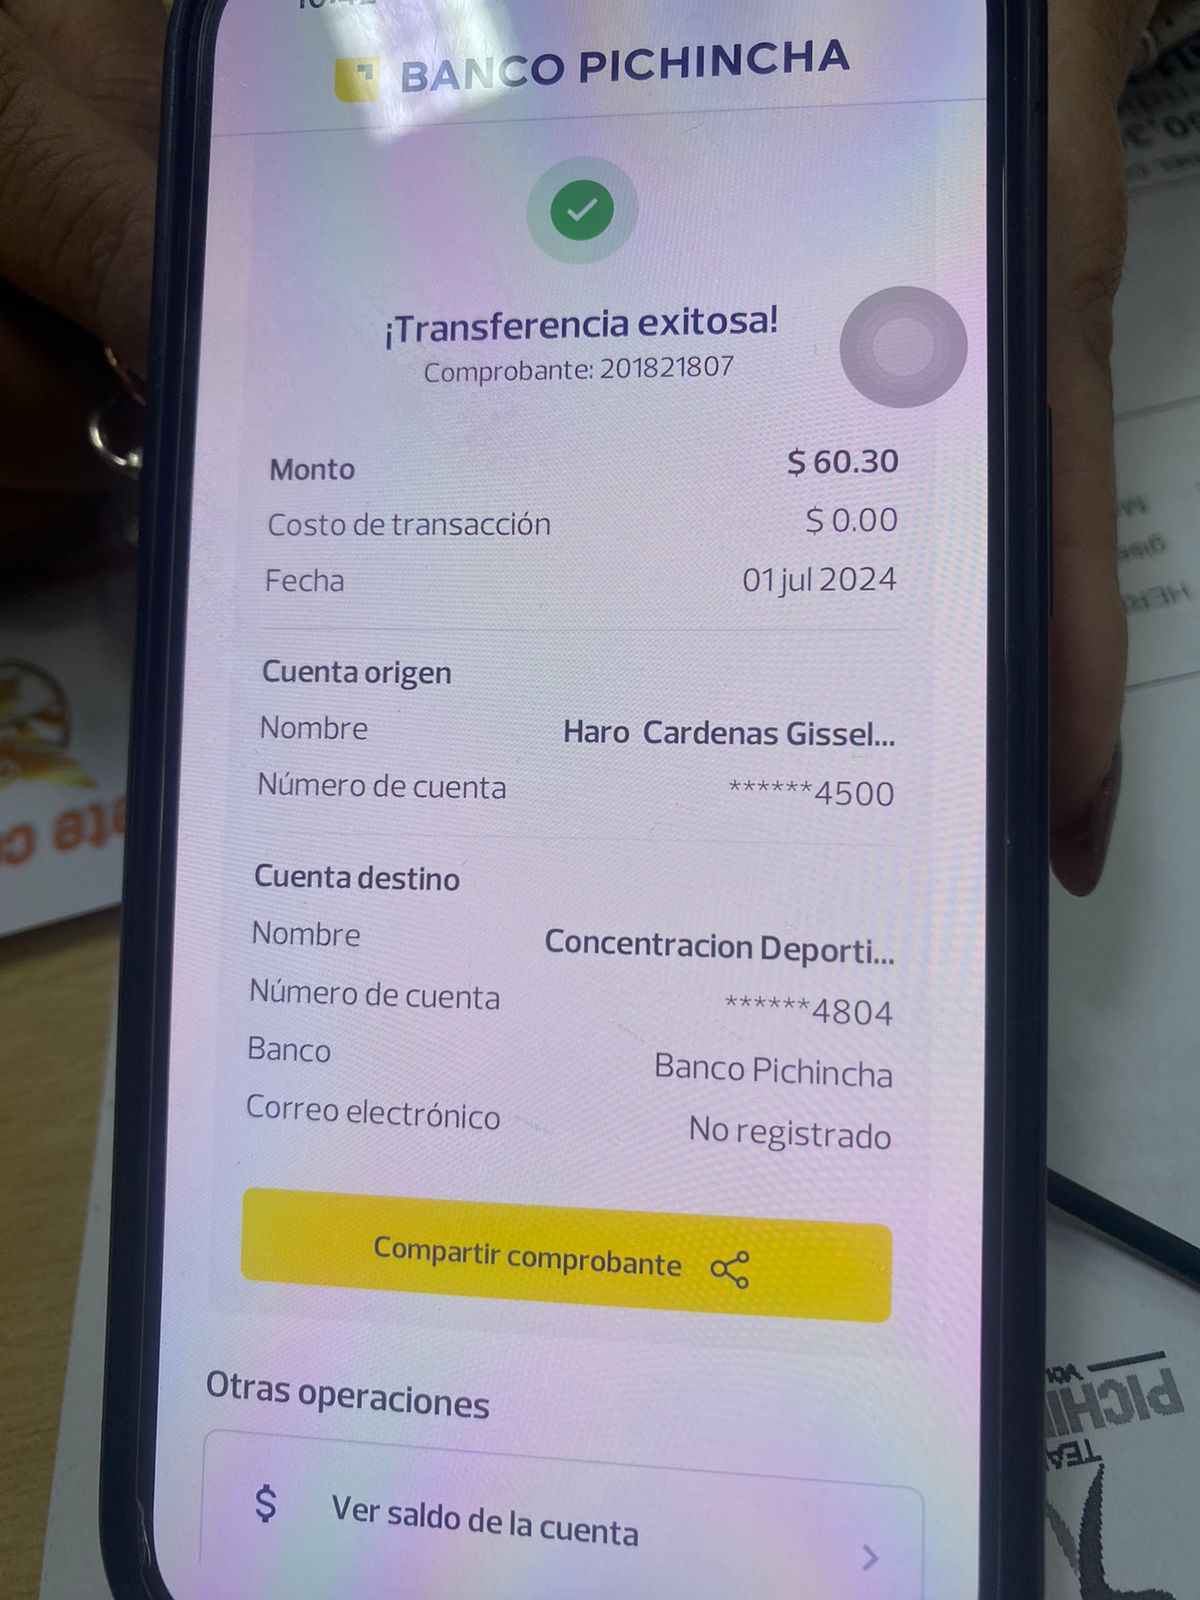 BANCO PICHINCHA
¡Transferencia exitosa!
Comprobante: 201821807
Monto $ 60.30
Costo de transacción $ 0.00
Fecha 01 jul 2024
Cuenta origen
Nombre Haro Cardenas Gissel...
Número de cuenta ******4500
Cuenta destino
Nombre Concentracion Deporti...
Número de cuenta ******4804
Banco Banco Pichincha
Correo electrónico No registrado
Compartir comprobante
Otras operaciones
$ Ver saldo de la cuenta